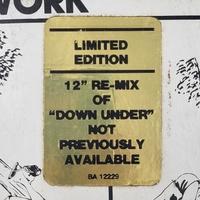 WORK
LIMITED
EDITION
12” RE-MIX
OF
“DOWN UNDER”
NOT
PREVIOUSLY
AVAILABLE
BA 12229